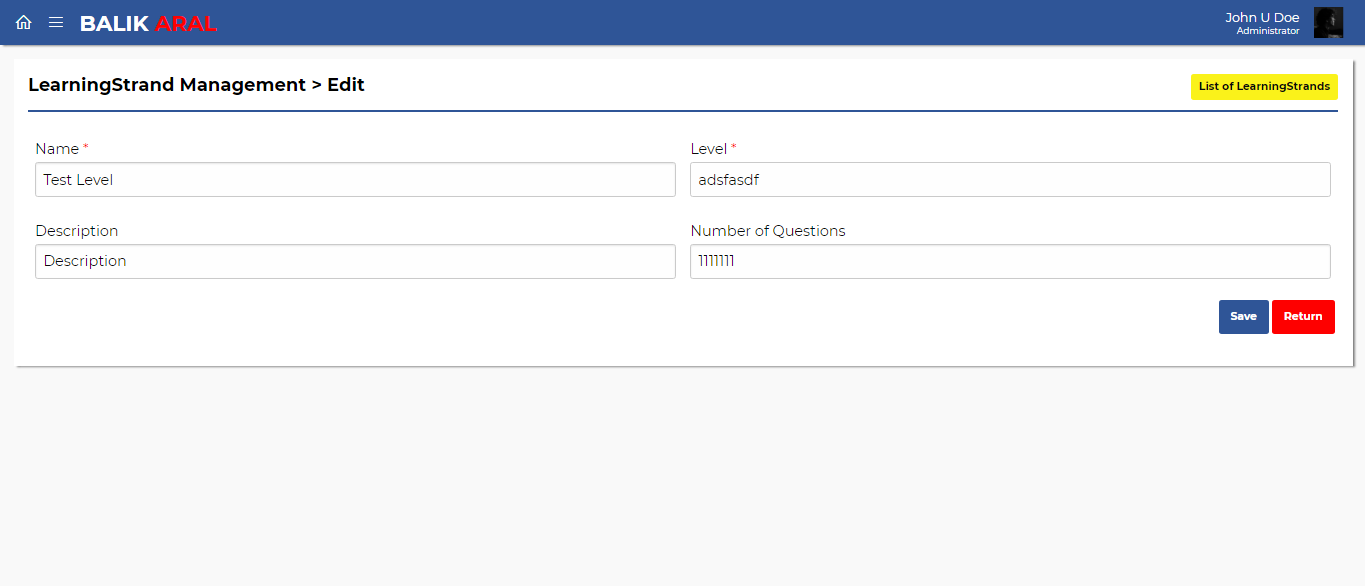 BALIK ARAL
John U Doe
Administrator
LearningStrand Management > Edit
List of LearningStrands
Name *
Level *
Test Level
adsfasdf
Description
Number of Questions
Description
1111111
Save
Return